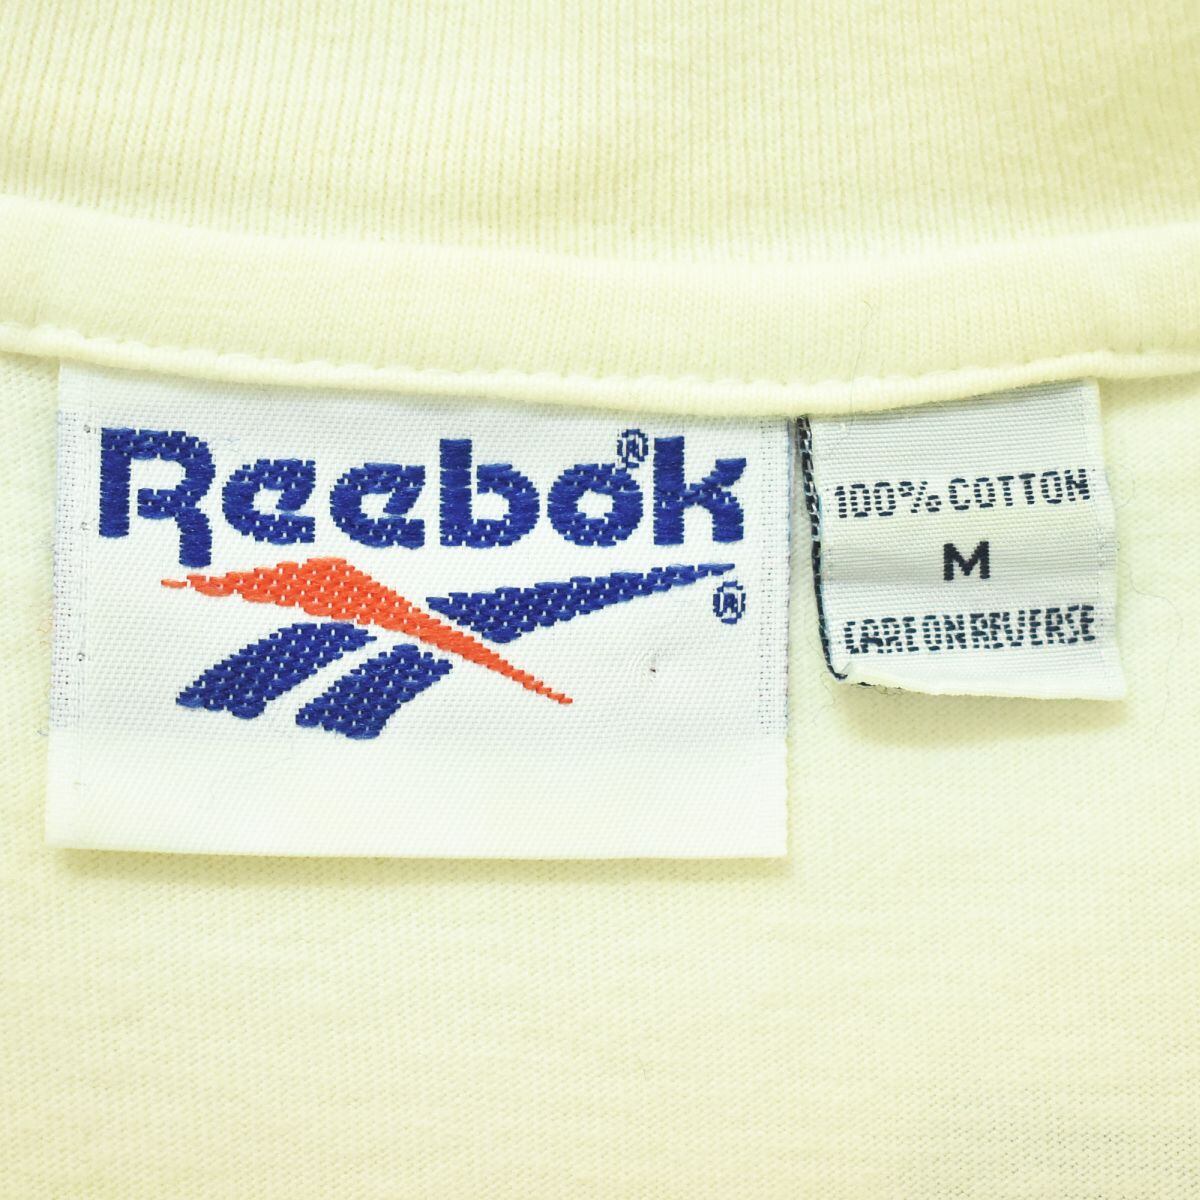 Reebok®
®
100% COTTON
M
CARE ON REVERSE